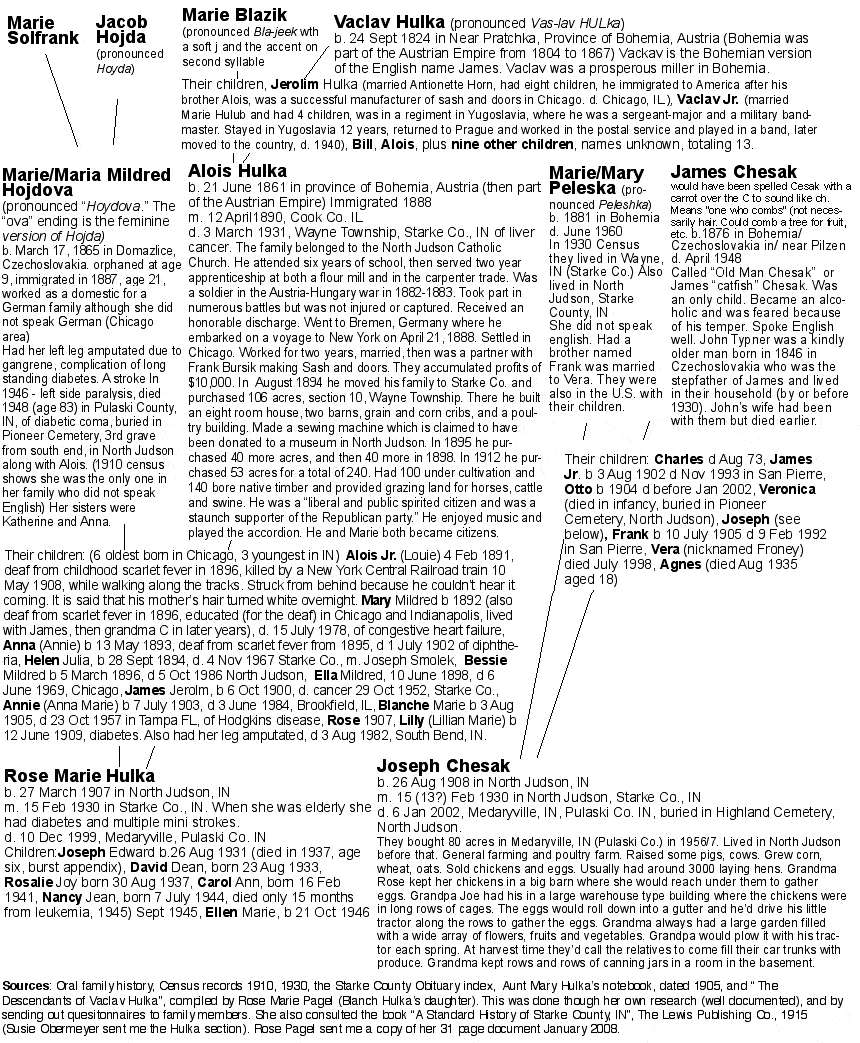 Marie
Solfrank
Jacob
Hojda
(pronounced
Hoyda)
Marie Blazik
(pronounced Bla-jeek wth
a soft j and the accent on
second syllable
Vaclav Hulka (pronounced Vas-lav HULka)
b. 24 Sept 1824 in Near Pratchka, Province of Bohemia, Austria (Bohemia was
part of the Austrian Empire from 1804 to 1867) Vackav is the Bohemian version
of the English name James. Vaclav was a prosperous miller in Bohemia.
Their children, Jerolim Hulka (married Antionette Horn, had eight children, he immigrated to America after his
brother Alois, was a successful manufacturer of sash and doors in Chicago. d. Chicago, IL.), Vaclav Jr. (married
Marie Hulub and had 4 children, was in a regiment in Yugoslavia, where he was a sergeant-major and a military band-
master. Stayed in Yugoslavia 12 years, returned to Prague and worked in the postal service and played in a band, later
moved to the country, d. 1940), Bill, Alois, plus nine other children, names unknown, totaling 13.
Marie/Maria Mildred
Hojdova
(pronounced "Hoydova." The
"ova" ending is the feminine
version of Hojda)
b. March 17, 1865 in Domazlice,
Czechoslovakia. orphaned at age
9, immigrated in 1887, age 21,
worked as a domestic for a
German family although she did
not speak German (Chicago
area)
Had her left leg amputated due to
gangrene, complication of long
standing diabetes. A stroke In
1946 - left side paralysis, died
1948 (age 83) in Pulaski County,
IN, of diabetic coma, buried in
Pioneer Cemetery, 3rd grave
from south end, in North Judson
along with Alois. (1910 census
shows she was the only one in
her family who did not speak
English) Her sisters were
Katherine and Anna.
Alois Hulka
b. 21 June 1861 in province of Bohemia, Austria (then part
of the Austrian Empire) Immigrated 1888
m. 12 April1890, Cook Co. IL
d. 3 March 1931, Wayne Township, Starke Co., IN of liver
cancer. The family belonged to the North Judson Catholic
Church. He attended six years of school, then served two year
apprenticeship at both a flour mill and in the carpenter trade. Was
a soldier in the Austria-Hungary war in 1882-1883. Took part in
numerous battles but was not injured or captured. Received an
honorable discharge. Went to Bremen, Germany where he
embarked on a voyage to New York on April 21, 1888. Settled in
Chicago. Worked for two years, married, then was a partner with
Frank Bursik making Sash and doors. They accumulated profits of
$10,000. In August 1894 he moved his family to Starke Co. and
purchased 106 acres, section 10, Wayne Township. There he built
an eight room house, two barns, grain and corn cribs, and a poul-
try building. Made a sewing machine which is claimed to have
been donated to a museum in North Judson. In 1895 he pur-
chased 40 more acres, and then 40 more in 1898. In 1912 he pur-
chased 53 acres for a total of 240. Had 100 under cultivation and
140 bore native timber and provided grazing land for horses, cattle
and swine. He was a "liberal and public spirited citizen and was a
staunch supporter of the Republican party." He enjoyed music and
played the accordion. He and Marie both became citizens.
Marie/Mary
Peleska (pro-
nounced Peleshka)
b. 1881 in Bohemia
d. June 1960
In 1930 Census
they lived in Wayne,
IN (Starke Co.) Also
lived in North
Judson, Starke
County, IN
She did not speak
english. Had a
brother named
Frank was married
to Vera. They were
also in the U.S. with
their children.
James Chesak
would have been spelled Cesak with a
carrot over the C to sound like ch.
Means "one who combs" (not neces-
sarily hair. Could comb a tree for fruit,
etc. b.1876 in Bohemia/
Czechoslovakia in/ near Pilzen
d. April 1948
Called "Old Man Chesak" or
James "catfish" Chesak. Was
an only child. Became an alco-
holic and was feared because
of his temper. Spoke English
well. John Typner was a kindly
older man born in 1846 in
Czechoslovakia who was the
stepfather of James and lived
in their household (by or before
1930). John's wife had been
with them but died earlier.
Their children: Charles d Aug 73, James
Jr. b 3 Aug 1902 d Nov 1993 in San Pierre,
Otto b 1904 d before Jan 2002, Veronica
(died in infancy, buried in Pioneer
Cemetery, North Judson), Joseph (see
below), Frank b 10 July 1905 d 9 Feb 1992
in San Pierre, Vera (nicknamed Froney)
died July 1998, Agnes (died Aug 1935
aged 18)
Their children: (6 oldest born in Chicago, 3 youngest in IN) Alois Jr. (Louie) 4 Feb 1891,
deaf from childhood scarlet fever in 1896, killed by a New York Central Railroad train 10
May 1908, while walking along the tracks. Struck from behind because he couldn't hear it
coming. It is said that his mother's hair turned white overnight. Mary Mildred b 1892 (also
deaf from scarlet fever in 1896, educated (for the deaf) in Chicago and Indianapolis, lived
with James, then grandma C in later years), d. 15 July 1978, of congestive heart failure,
Anna (Annie) b 13 May 1893, deaf from scarlet fever from 1895, d 1 July 1902 of diphthe-
ria, Helen Julia, b 28 Sept 1894, d. 4 Nov 1967 Starke Co., m. Joseph Smolek, Bessie
Mildred b 5 March 1896, d 5 Oct 1986 North Judson, Ella Mildred, 10 June 1898, d 6
June 1969, Chicago, James Jerolm, b 6 Oct 1900, d. cancer 29 Oct 1952, Starke Co.,
Annie (Anna Marie) b 7 July 1903, d 3 June 1984, Brookfield, IL, Blanche Marie b 3 Aug
1905, d 23 Oct 1957 in Tampa FL, of Hodgkins disease, Rose 1907, Lilly (Lillian Marie) b
12 June 1909, diabetes. Also had her leg amputated, d 3 Aug 1982, South Bend, IN.
Rose Marie Hulka
b. 27 March 1907 in North Judson, IN
m. 15 Feb 1930 in Starke Co., IN. When she was elderly she
had diabetes and multiple mini strokes.
d. 10 Dec 1999, Medaryville, Pulaski Co. IN
Children:Joseph Edward b.26 Aug 1931 (died in 1937, age
six, burst appendix), David Dean, born 23 Aug 1933,
Rosalie Joy born 30 Aug 1937, Carol Ann, born 16 Feb
1941, Nancy Jean, born 7 July 1944, died only 15 months
from leukemia, 1945) Sept 1945, Ellen Marie, b 21 Oct 1946
Joseph Chesak
b. 26 Aug 1908 in North Judson, IN
m. 15 (13?) Feb 1930 in North Judson, Starke Co., IN
d. 6 Jan 2002, Medaryville, IN, Pulaski Co. IN, buried in Highland Cemetery,
North Judson.
They bought 80 acres in Medaryville, IN (Pulaski Co.) in 1956/7. Lived in North Judson
before that. General farming and poultry farm. Raised some pigs, cows. Grew corn,
wheat, oats. Sold chickens and eggs. Usually had around 3000 laying hens. Grandma
Rose kept her chickens in a big barn where she would reach under them to gather
eggs. Grandpa Joe had his in a large warehouse type building where the chickens were
in long rows of cages. The eggs would roll down into a gutter and he'd drive his little
tractor along the rows to gather the eggs. Grandma always had a large garden filled
with a wide array of flowers, fruits and vegetables. Grandpa would plow it with his trac-
tor each spring. At harvest time they'd call the relatives to come fill their car trunks with
produce. Grandma kept rows and rows of canning jars in a room in the basement.
Sources: Oral family history, Census records 1910, 1930, the Starke County Obituary index, Aunt Mary Hulka's notebook, dated 1905, and "The
Descendants of Vaclav Hulka", compiled by Rose Marie Pagel (Blanch Hulka's daughter). This was done though her own research (well documented), and by
sending out quesitonnaires to family members. She also consulted the book "A Standard History of Starke County, IN", The Lewis Publishing Co., 1915
(Susie Obermeyer sent me the Hulka section). Rose Pagel sent me a copy of her 31 page document January 2008.